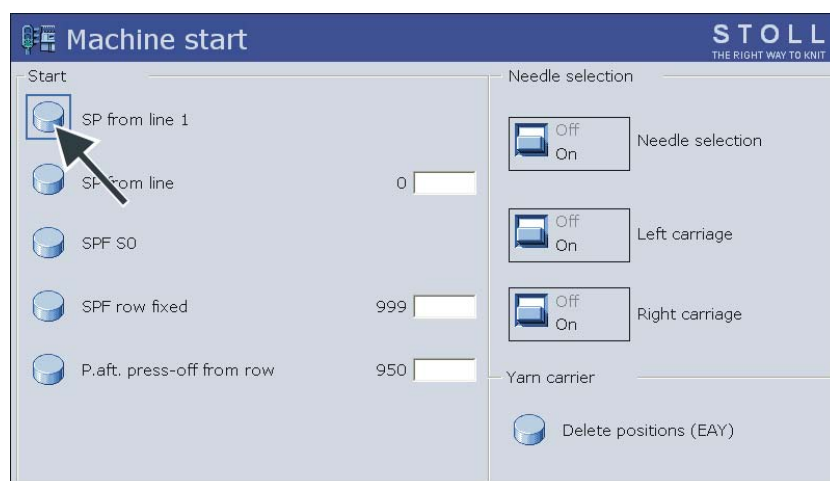 Machine start
STOLL
THE RIGHT WAY TO KNIT
Start
SP from line 1
SP from line 0
SPF S0
SPF row fixed 999
P.aft. press-off from row 950
Needle selection
Off
On
Needle selection
Off
On
Left carriage
Off
On
Right carriage
Yarn carrier
Delete positions (EAY)